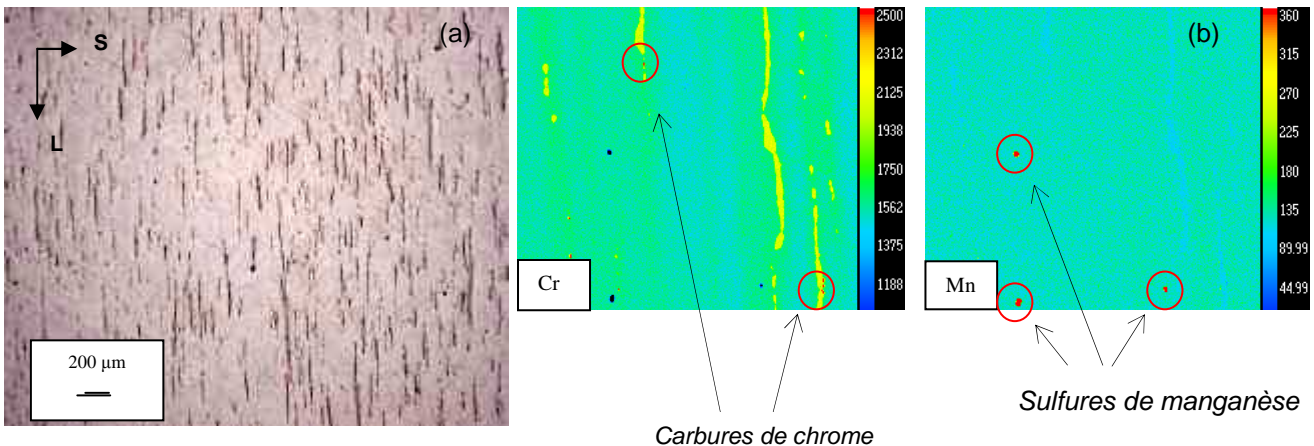 (a)
S
L
200 µm
Cr
2500
2312
2125
1938
1750
1562
1375
1188
Carbures de chrome
(b)
Mn
360
315
270
225
180
135
89.99
44.99
Sulfures de manganèse